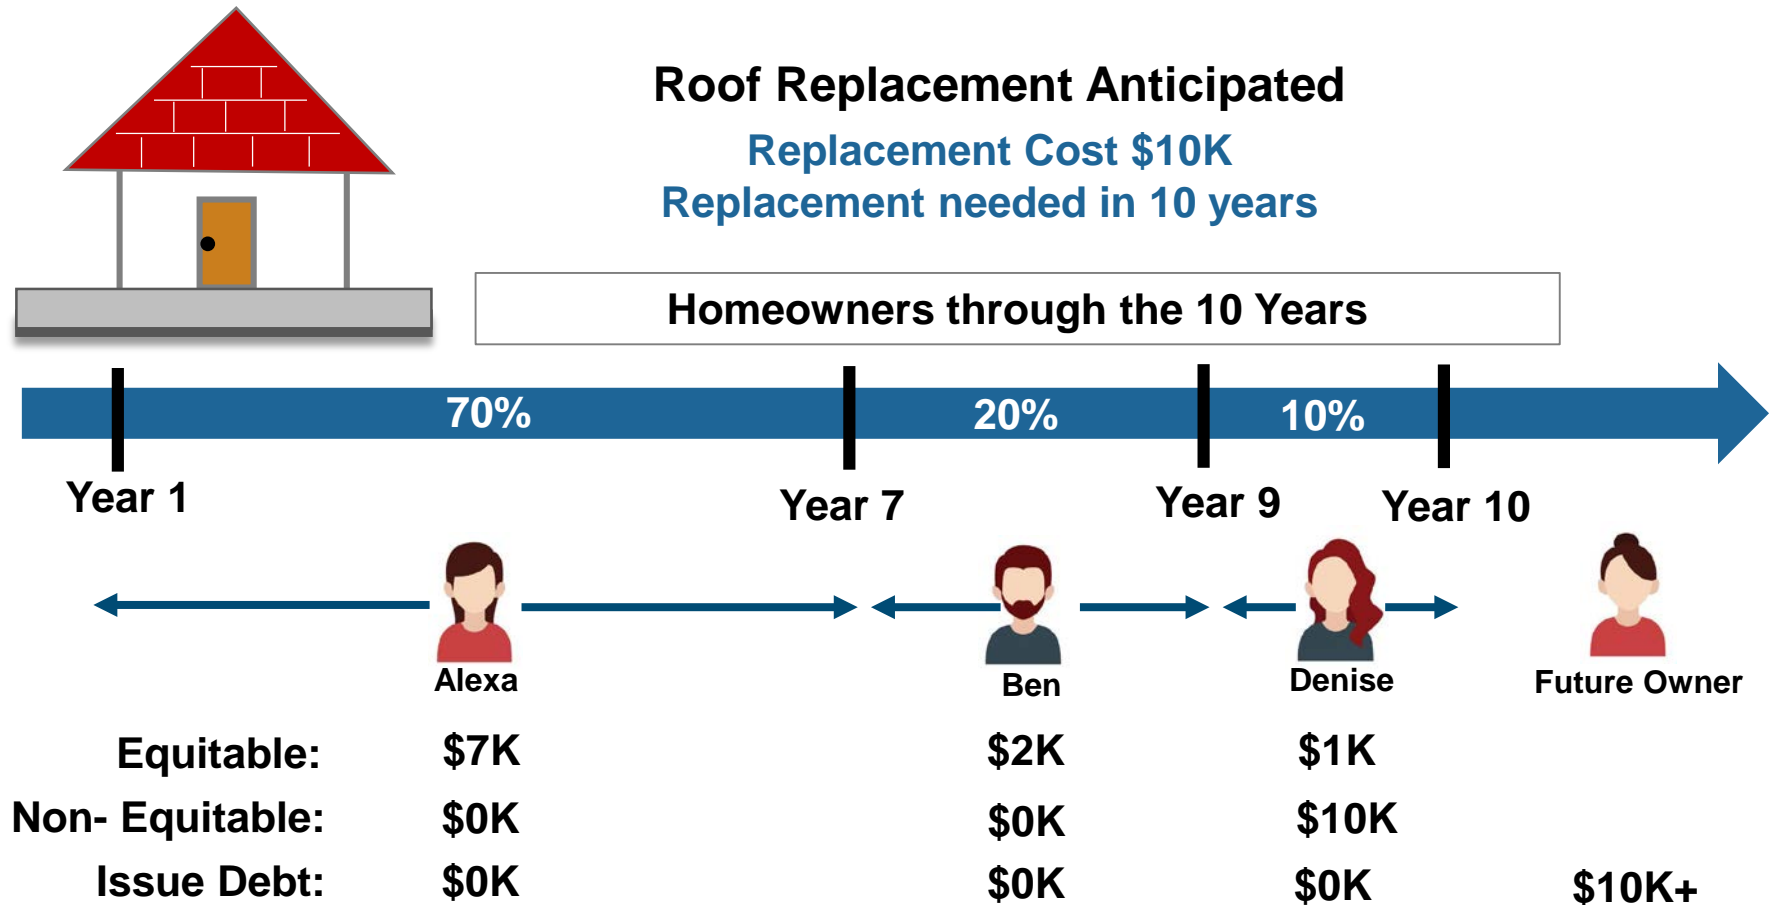 Roof Replacement Anticipated
Replacement Cost $10K
Replacement needed in 10 years
Homeowners through the 10 Years
70% 20% 10%
Year 1 Year 7 Year 9 Year 10
Alexa Ben Denise Future Owner
Equitable: $7K $2K $1K
Non- Equitable: $0K $0K $10K
Issue Debt: $0K $0K $0K $10K+